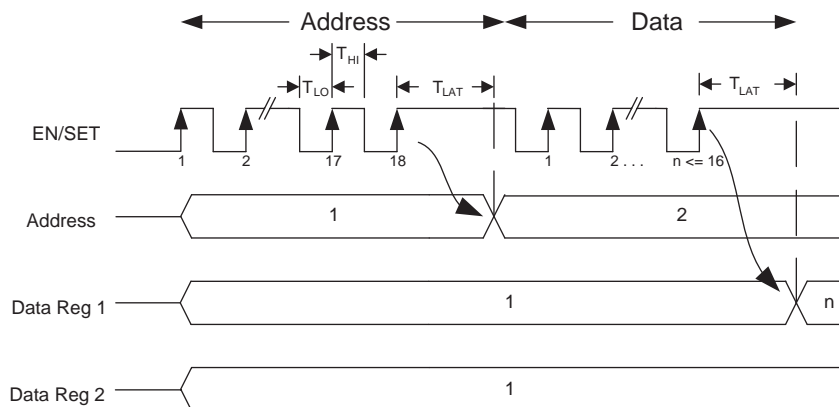 Address Data
T_HI
T_LO T_LAT T_LAT
EN/SET
1 2 17 18 1 2 . . . n <= 16
Address 1 2
Data Reg 1 1 n
Data Reg 2 1